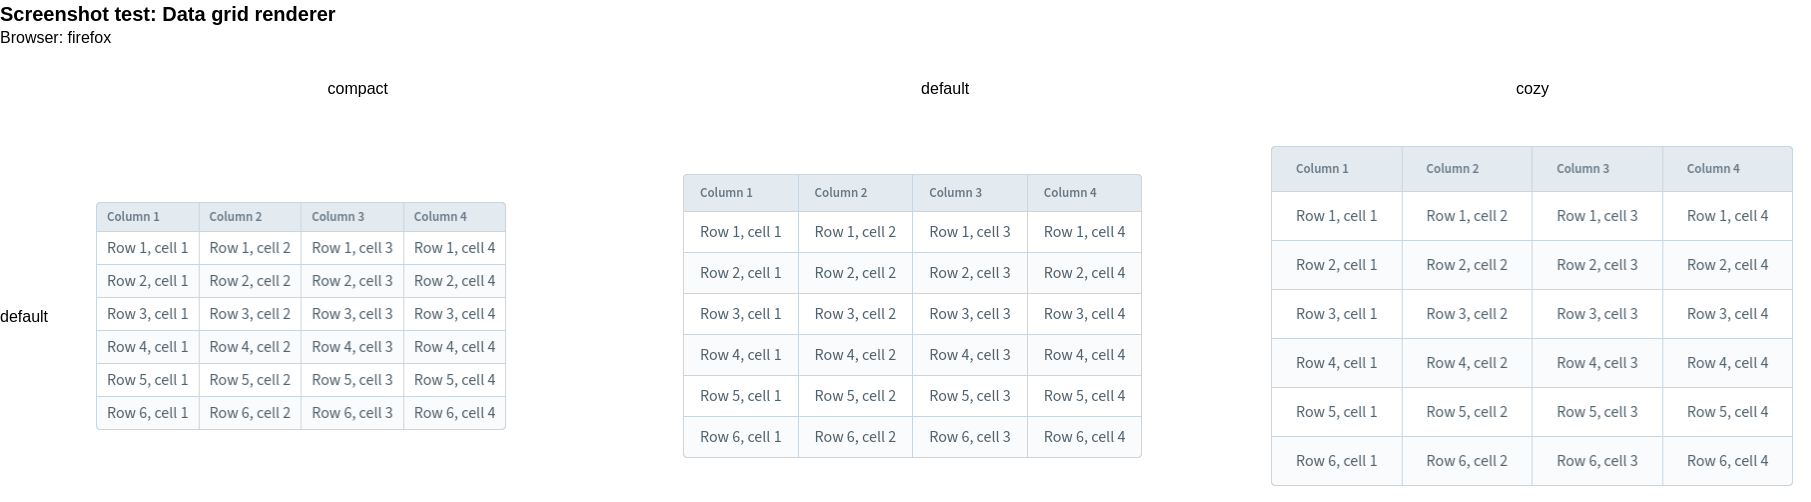 Screenshot test: Data grid renderer
Browser: firefox
compact default cozy
default
Column 1 Column 2 Column 3 Column 4
Row 1, cell 1 Row 1, cell 2 Row 1, cell 3 Row 1, cell 4
Row 2, cell 1 Row 2, cell 2 Row 2, cell 3 Row 2, cell 4
Row 3, cell 1 Row 3, cell 2 Row 3, cell 3 Row 3, cell 4
Row 4, cell 1 Row 4, cell 2 Row 4, cell 3 Row 4, cell 4
Row 5, cell 1 Row 5, cell 2 Row 5, cell 3 Row 5, cell 4
Row 6, cell 1 Row 6, cell 2 Row 6, cell 3 Row 6, cell 4
Column 1 Column 2 Column 3 Column 4
Row 1, cell 1 Row 1, cell 2 Row 1, cell 3 Row 1, cell 4
Row 2, cell 1 Row 2, cell 2 Row 2, cell 3 Row 2, cell 4
Row 3, cell 1 Row 3, cell 2 Row 3, cell 3 Row 3, cell 4
Row 4, cell 1 Row 4, cell 2 Row 4, cell 3 Row 4, cell 4
Row 5, cell 1 Row 5, cell 2 Row 5, cell 3 Row 5, cell 4
Row 6, cell 1 Row 6, cell 2 Row 6, cell 3 Row 6, cell 4
Column 1 Column 2 Column 3 Column 4
Row 1, cell 1 Row 1, cell 2 Row 1, cell 3 Row 1, cell 4
Row 2, cell 1 Row 2, cell 2 Row 2, cell 3 Row 2, cell 4
Row 3, cell 1 Row 3, cell 2 Row 3, cell 3 Row 3, cell 4
Row 4, cell 1 Row 4, cell 2 Row 4, cell 3 Row 4, cell 4
Row 5, cell 1 Row 5, cell 2 Row 5, cell 3 Row 5, cell 4
Row 6, cell 1 Row 6, cell 2 Row 6, cell 3 Row 6, cell 4